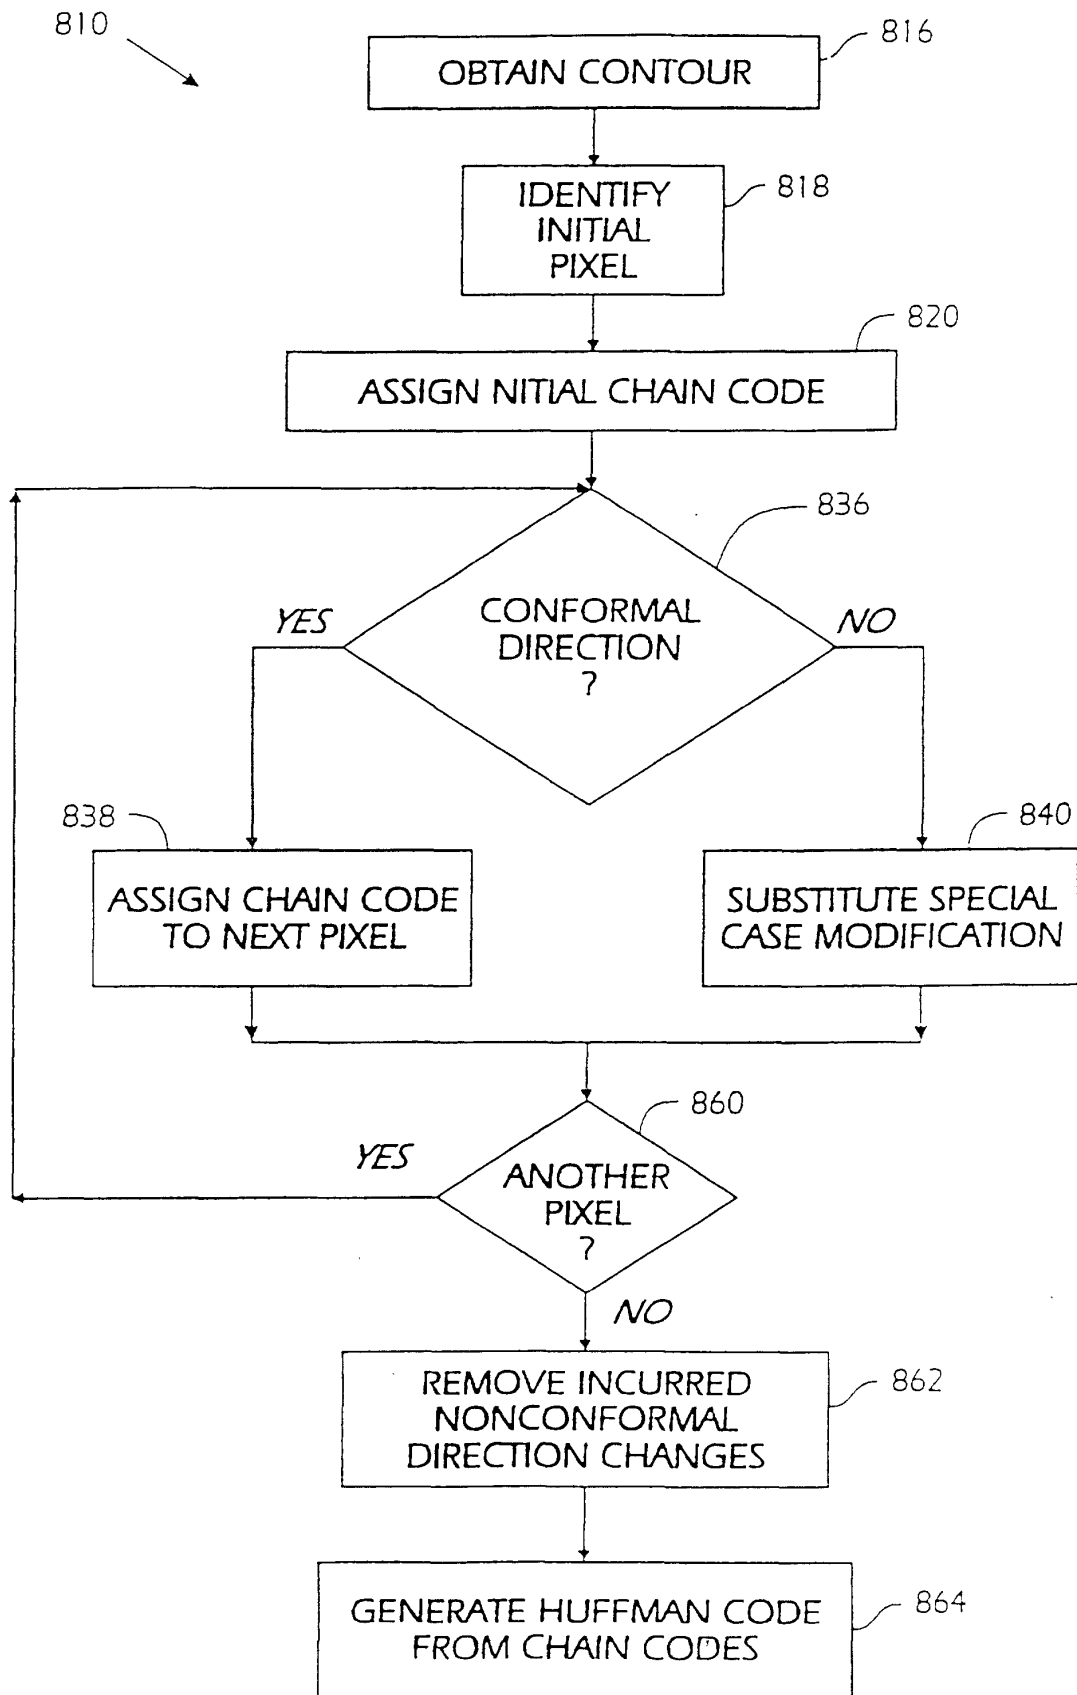 810
816
OBTAIN CONTOUR
818
IDENTIFY
INITIAL
PIXEL
820
ASSIGN NITIAL CHAIN CODE
836
CONFORMAL
DIRECTION
?
YES
NO
838
ASSIGN CHAIN CODE
TO NEXT PIXEL
840
SUBSTITUTE SPECIAL
CASE MODIFICATION
860
ANOTHER
PIXEL
?
YES
NO
862
REMOVE INCURRED
NONCONFORMAL
DIRECTION CHANGES
864
GENERATE HUFFMAN CODE
FROM CHAIN CODES